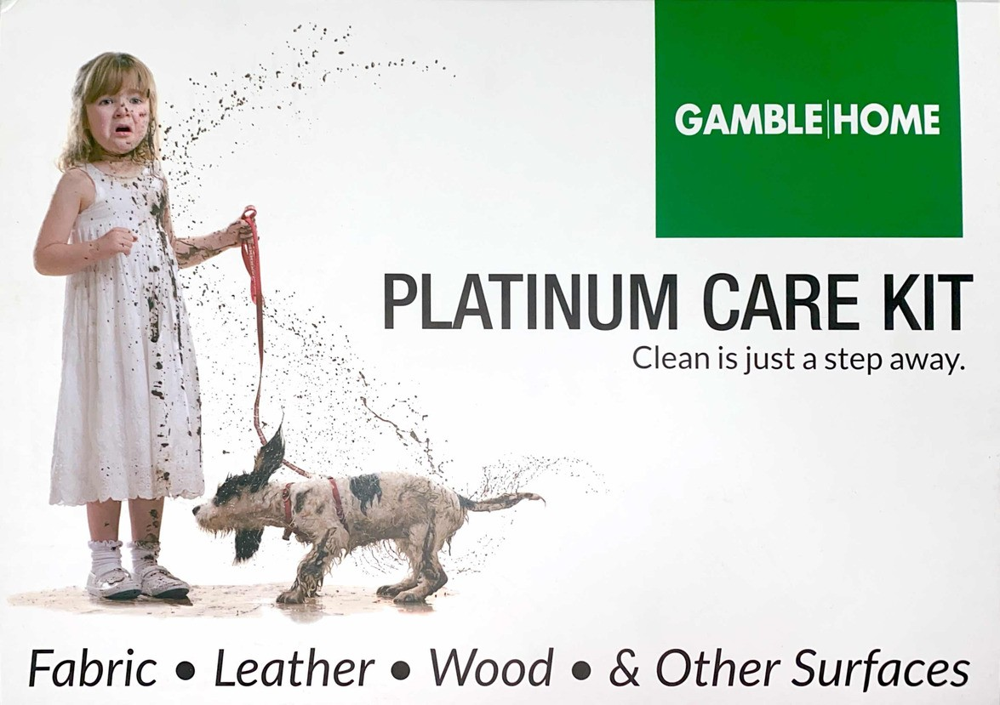 GAMBLE|HOME
PLATINUM CARE KIT
Clean is just a step away.
Fabric • Leather • Wood • & Other Surfaces